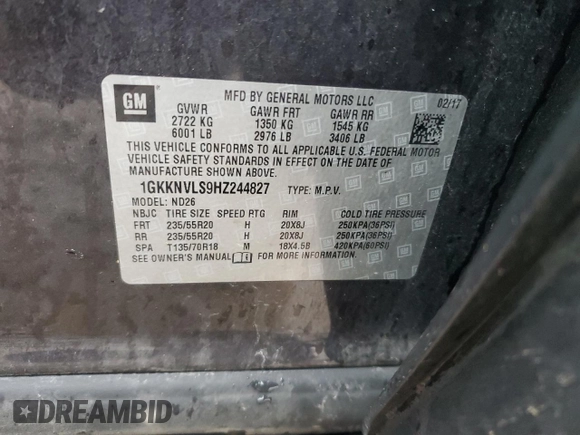 GM
MFD BY GENERAL MOTORS LLC 02/17
GVWR GAWR FRT GAWR RR
2722 KG 1350 KG 1545 KG
6001 LB 2976 LB 3406 LB
THIS VEHICLE CONFORMS TO ALL APPLICABLE U.S. FEDERAL MOTOR
VEHICLE SAFETY STANDARDS IN EFFECT ON THE DATE OF
MANUFACTURE SHOWN ABOVE.
1GKKNVLS9HZ244827 TYPE: M.P.V.
MODEL: ND26
NBJC TIRE SIZE SPEED RTG RIM COLD TIRE PRESSURE
FRT 235/55R20 H 20X8J 250KPA(36PSI)
RR 235/55R20 H 20X8J 250KPA(36PSI)
SPA T135/70R18 M 18X4.5B 420KPA(60PSI)
SEE OWNER'S MANUAL FOR MORE INFORMATION
DREAMBID